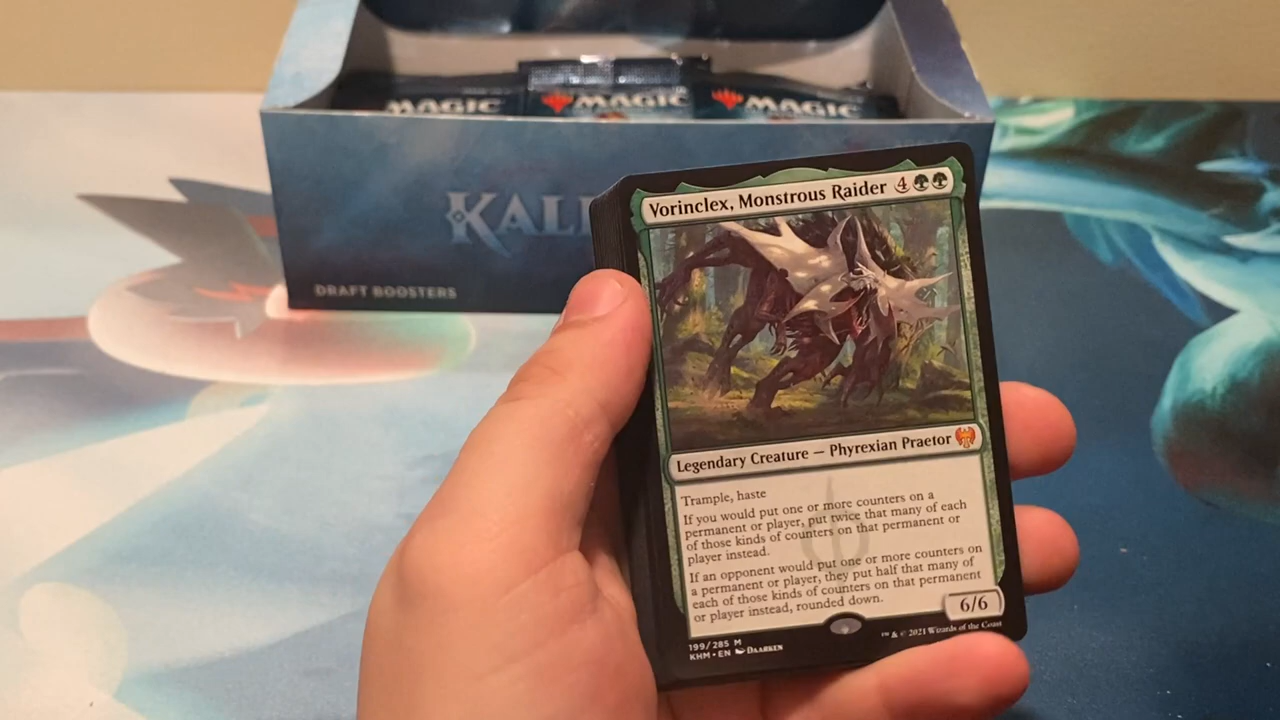 MAGIC
MAGIC
MAGIC
KAL
DRAFT BOOSTERS
Vorinclex, Monstrous Raider 4
Legendary Creature — Phyrexian Praetor
Trample, haste
If you would put one or more counters on a
permanent or player, put twice that many of each
of those kinds of counters on that permanent or
player instead.
If an opponent would put one or more counters on
a permanent or player, they put half that many of
each of those kinds of counters on that permanent
or player instead, rounded down.
6/6
199/285 M
KHM • EN DAARKEN
™ & © 2021 Wizards of the Coast